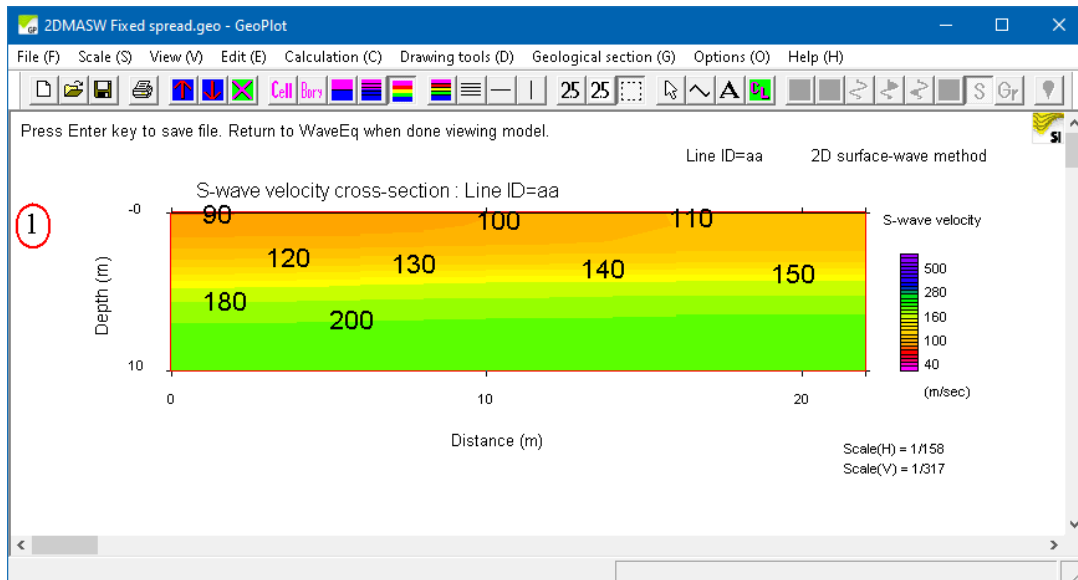 2DMASW Fixed spread.geo - GeoPlot
File (F) Scale (S) View (V) Edit (E) Calculation (C) Drawing tools (D) Geological section (G) Options (O) Help (H)
Cell Bory 25 25 A S Gr
Press Enter key to save file. Return to WaveEq when done viewing model.
SI
Line ID=aa 2D surface-wave method
S-wave velocity cross-section : Line ID=aa
1
-0
90 100 110
S-wave velocity
120 130 140 150
180 200
Depth (m)
10
0 10 20
Distance (m)
500
280
160
100
40
(m/sec)
Scale(H) = 1/158
Scale(V) = 1/317